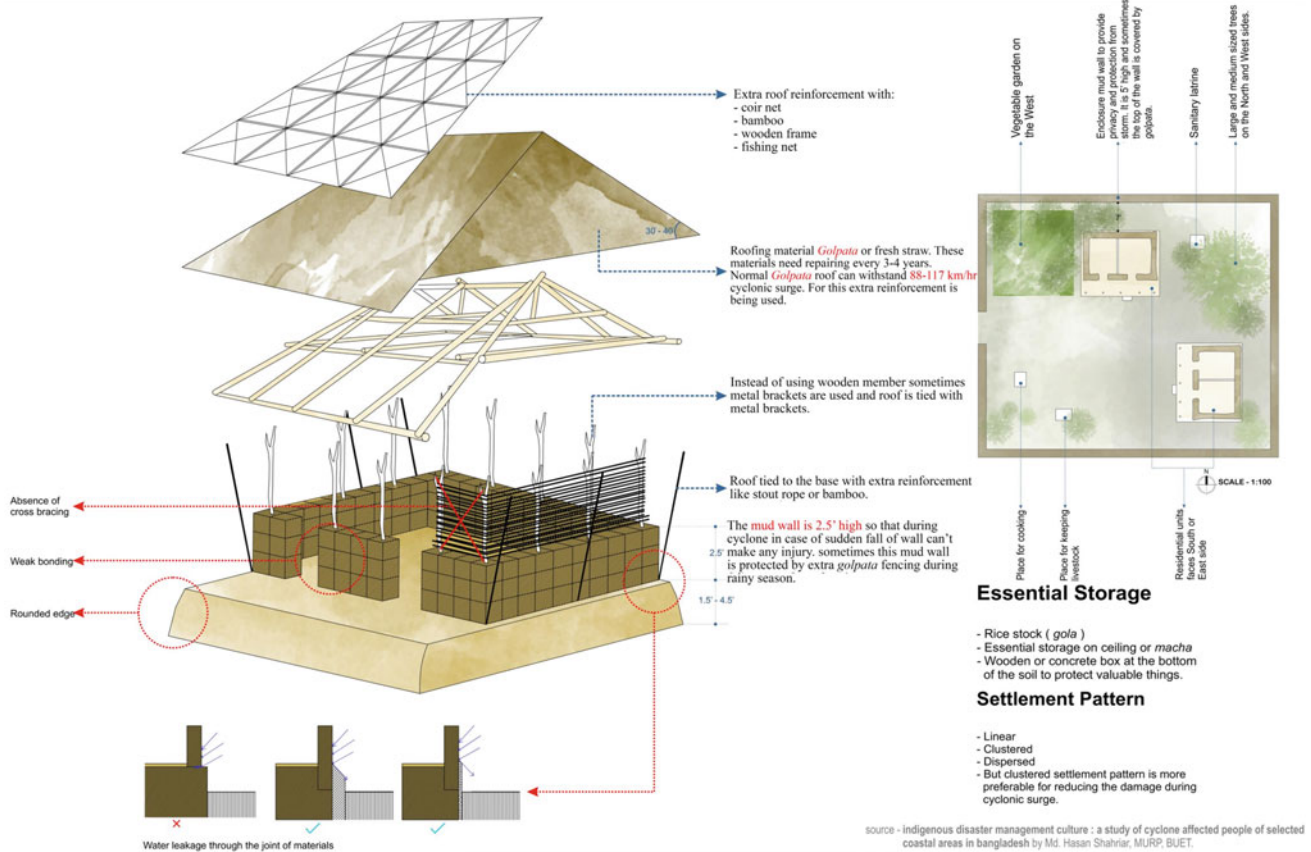 Extra roof reinforcement with:
- coir net
- bamboo
- wooden frame
- fishing net
30 - 40
Roofing material Golpata or fresh straw. These
materials need repairing every 3-4 years.
Normal Golpata roof can withstand 88-117 km/hr
cyclonic surge. For this extra reinforcement is
being used.
Instead of using wooden member sometimes
metal brackets are used and roof is tied with
metal brackets.
Roof tied to the base with extra reinforcement
like stout rope or bamboo.
The mud wall is 2.5' high so that during
cyclone in case of sudden fall of wall can't
make any injury. sometimes this mud wall
is protected by extra golpata fencing during
rainy season.
2.5'
1.5' - 4.5'
Absence of
cross bracing
Weak bonding
Rounded edge
Water leakage through the joint of materials
Vegetable garden on
the West
Enclosure mud wall to provide
privacy and protection from
storm. It is 5' high and sometimes
the top of the wall is covered by
golpata.
Sanitary latrine
Large and medium sized trees
on the North and West sides.
Place for cooking
Place for keeping
livestock
Residential units
faces South or
East side
N
SCALE - 1:100
Essential Storage
- Rice stock ( gola )
- Essential storage on ceiling or macha
- Wooden or concrete box at the bottom
of the soil to protect valuable things.
Settlement Pattern
- Linear
- Clustered
- Dispersed
- But clustered settlement pattern is more
preferable for reducing the damage during
cyclonic surge.
source - indigenous disaster management culture : a study of cyclone affected people of selected
coastal areas in bangladesh by Md. Hasan Shahriar, MURP, BUET.